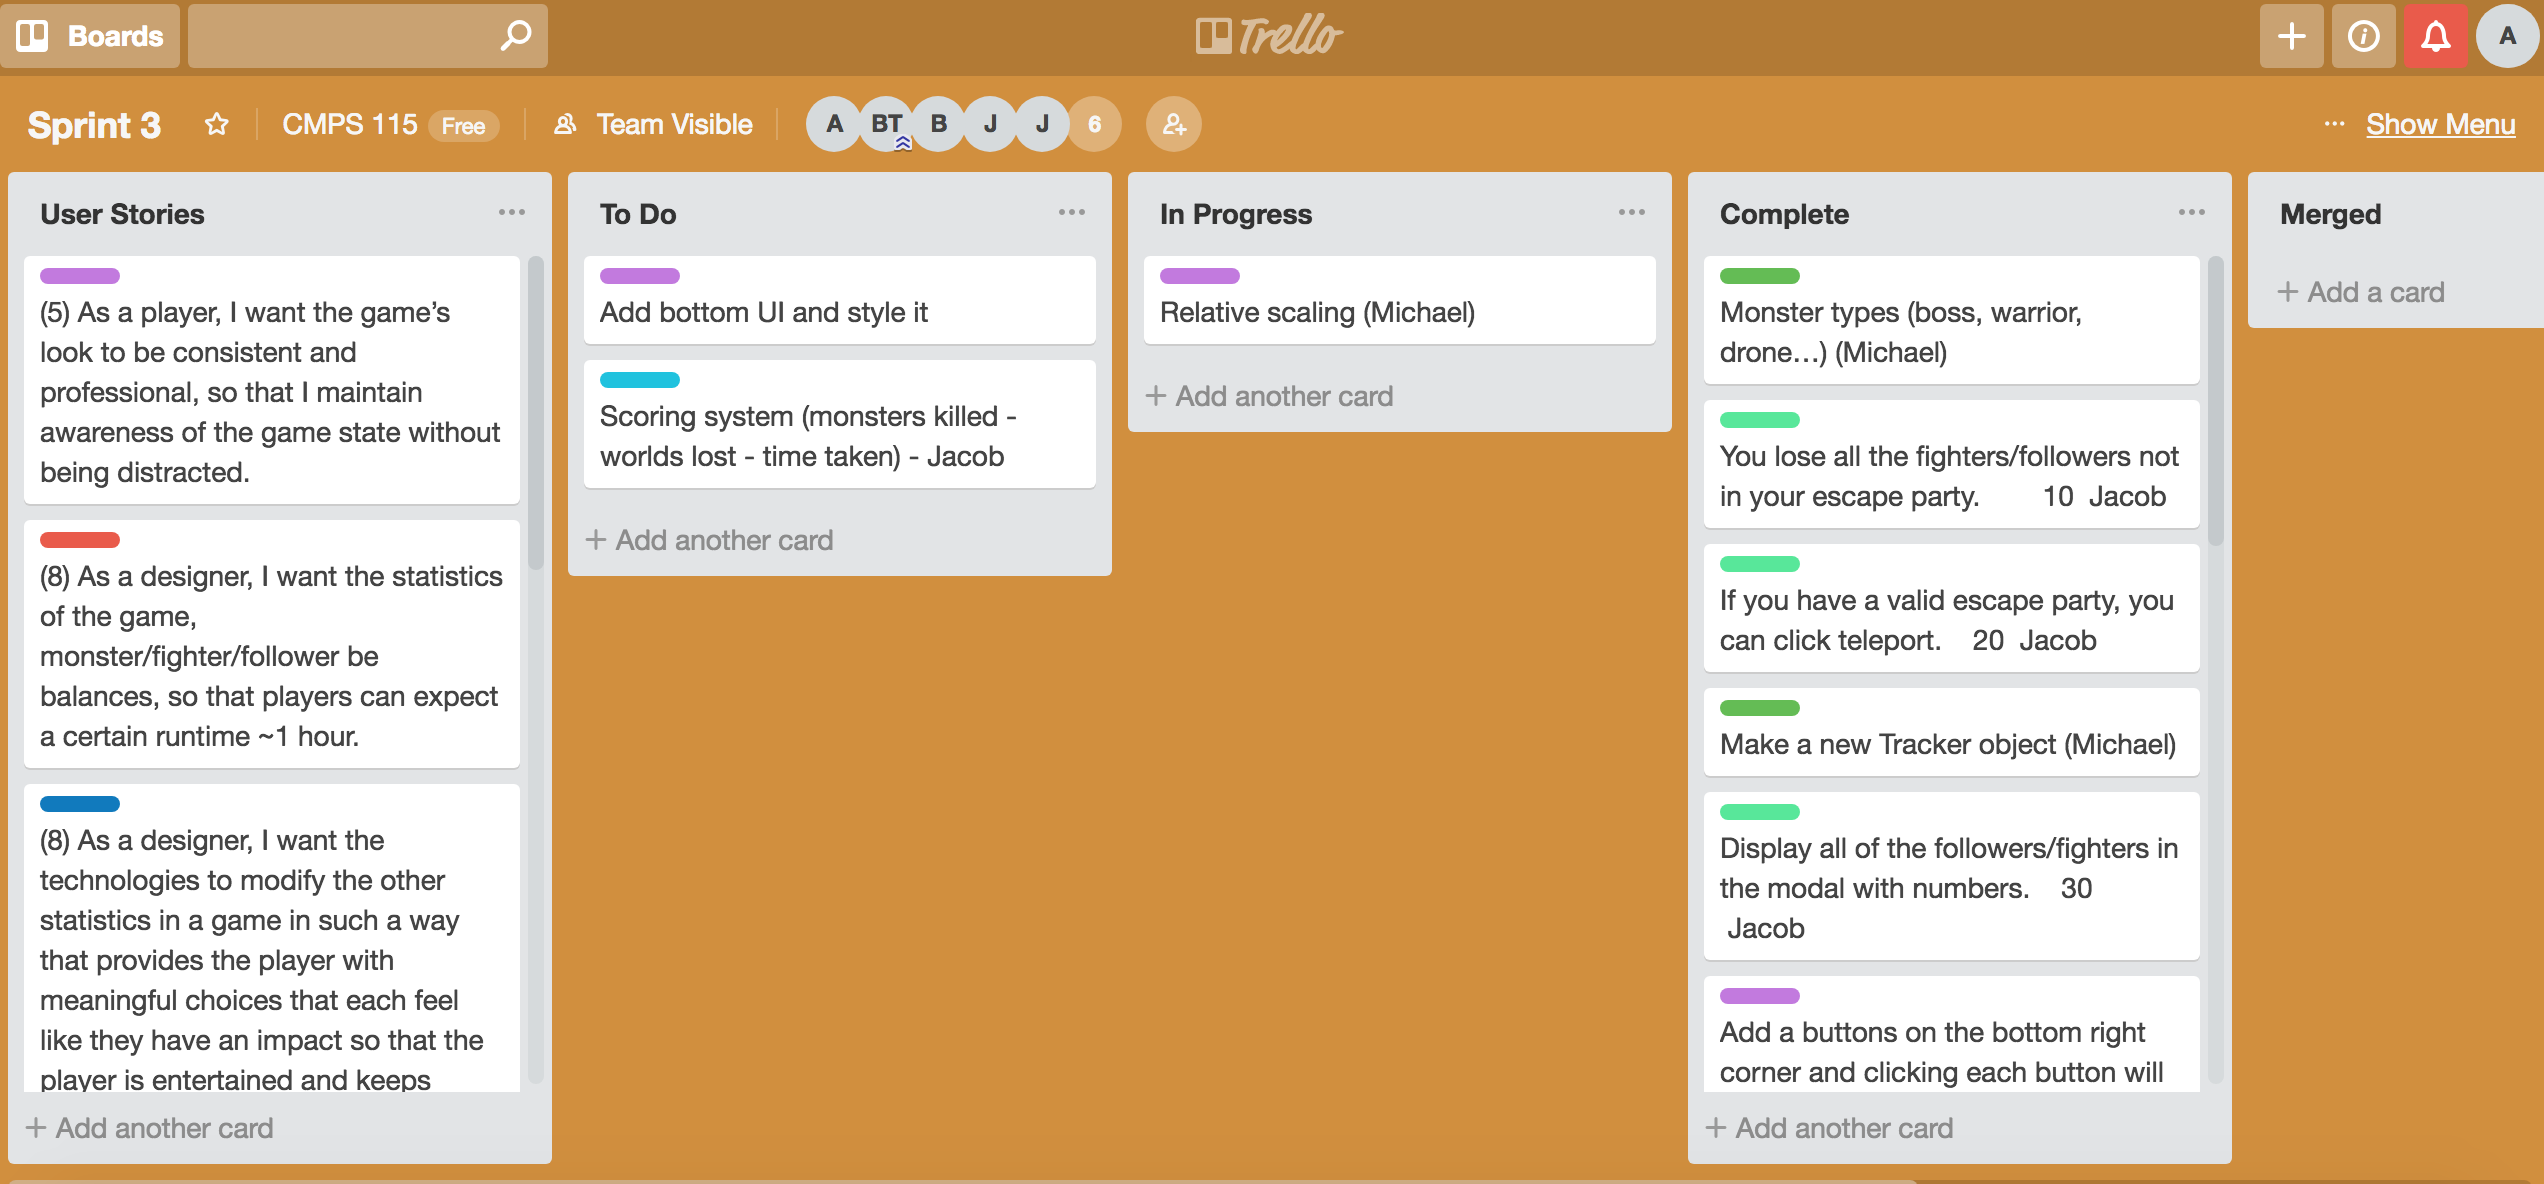 Boards
Trello
A
Sprint 3
CMPS 115
Free
Team Visible
A
BT
B
J
J
6
... Show Menu
User Stories
(5) As a player, I want the game’s
look to be consistent and
professional, so that I maintain
awareness of the game state without
being distracted.
(8) As a designer, I want the statistics
of the game,
monster/fighter/follower be
balances, so that players can expect
a certain runtime ~1 hour.
(8) As a designer, I want the
technologies to modify the other
statistics in a game in such a way
that provides the player with
meaningful choices that each feel
like they have an impact so that the
player is entertained and keeps
+ Add another card
To Do
Add bottom UI and style it
Scoring system (monsters killed -
worlds lost - time taken) - Jacob
+ Add another card
In Progress
Relative scaling (Michael)
+ Add another card
Complete
Monster types (boss, warrior,
drone...) (Michael)
You lose all the fighters/followers not
in your escape party. 10 Jacob
If you have a valid escape party, you
can click teleport. 20 Jacob
Make a new Tracker object (Michael)
Display all of the followers/fighters in
the modal with numbers. 30
Jacob
Add a buttons on the bottom right
corner and clicking each button will
+ Add another card
Merged
+ Add a card